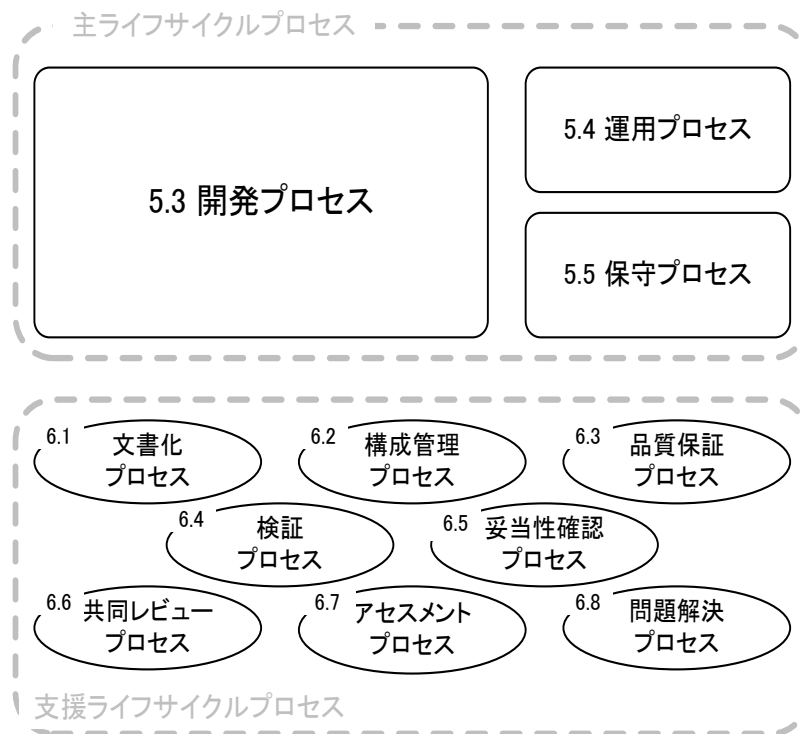 主ライフサイクルプロセス
5.3 開発プロセス
5.4 運用プロセス
5.5 保守プロセス
6.1
文書化
プロセス
6.2
構成管理
プロセス
6.3
品質保証
プロセス
6.4
検証
プロセス
6.5
妥当性確認
プロセス
6.6
共同レビュー
プロセス
6.7
アセスメント
プロセス
6.8
問題解決
プロセス
支援ライフサイクルプロセス